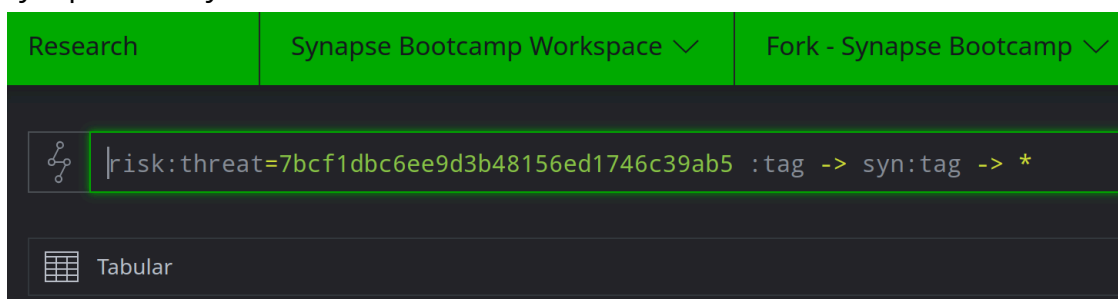 Research
Synapse Bootcamp Workspace
Fork - Synapse Bootcamp
risk:threat=7bcf1dbc6ee9d3b48156ed1746c39ab5 :tag -> syn:tag -> *
Tabular